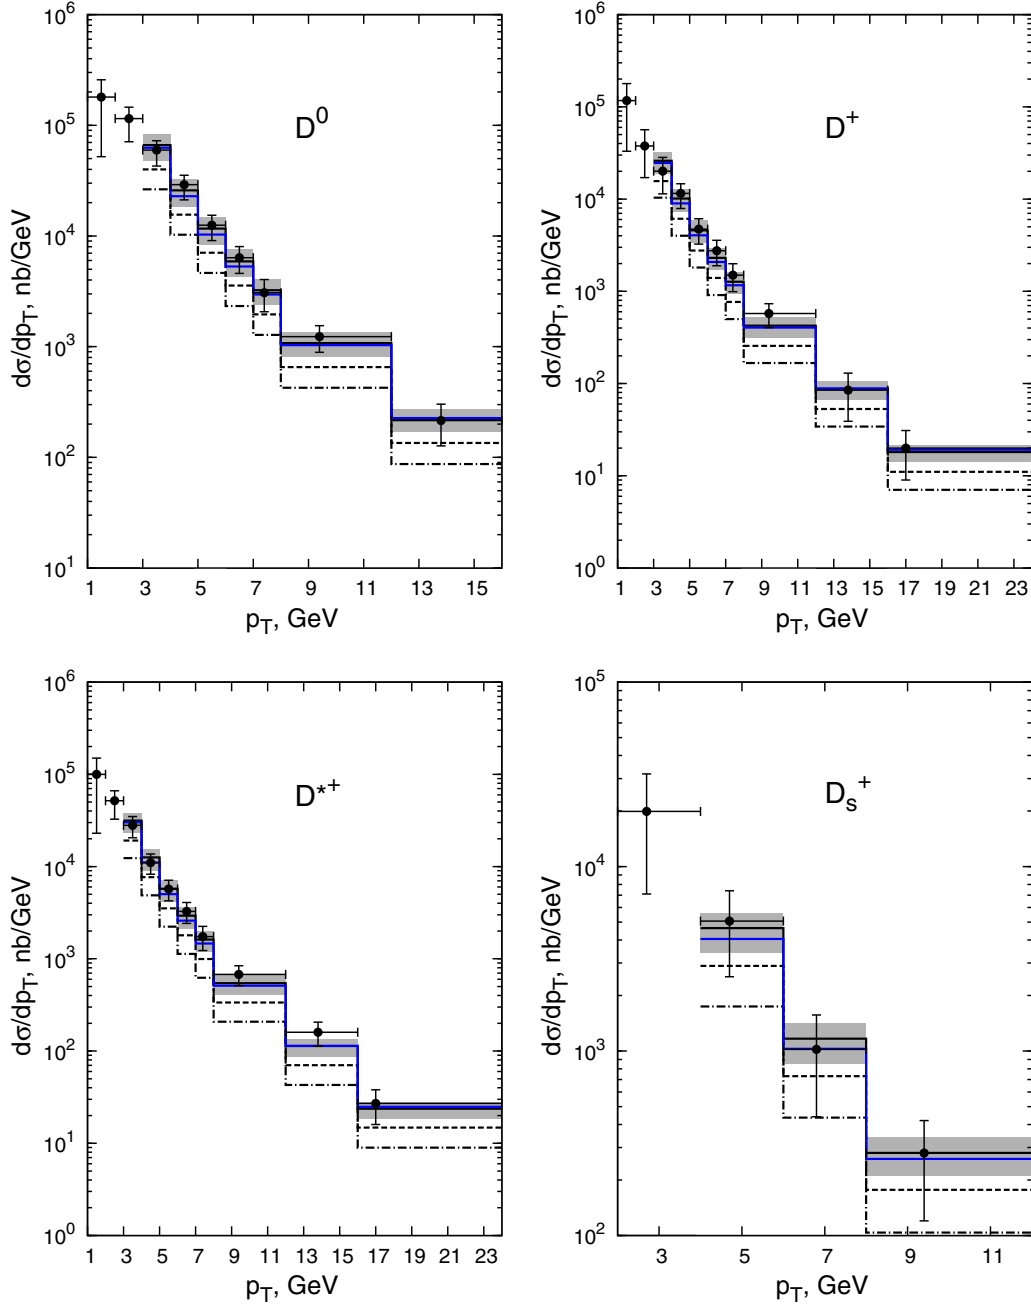 10^6
10^5
10^4
10^3
10^2
10^1
dσ/dp_T, nb/GeV
D^0
1 3 5 7 9 11 13 15
p_T, GeV
10^6
10^5
10^4
10^3
10^2
10^1
10^0
dσ/dp_T, nb/GeV
D^+
1 3 5 7 9 11 13 15 17 19 21 23
p_T, GeV
10^6
10^5
10^4
10^3
10^2
10^1
10^0
dσ/dp_T, nb/GeV
D*^+
1 3 5 7 9 11 13 15 17 19 21 23
p_T, GeV
10^5
10^4
10^3
10^2
dσ/dp_T, nb/GeV
D_s^+
3 5 7 9 11
p_T, GeV